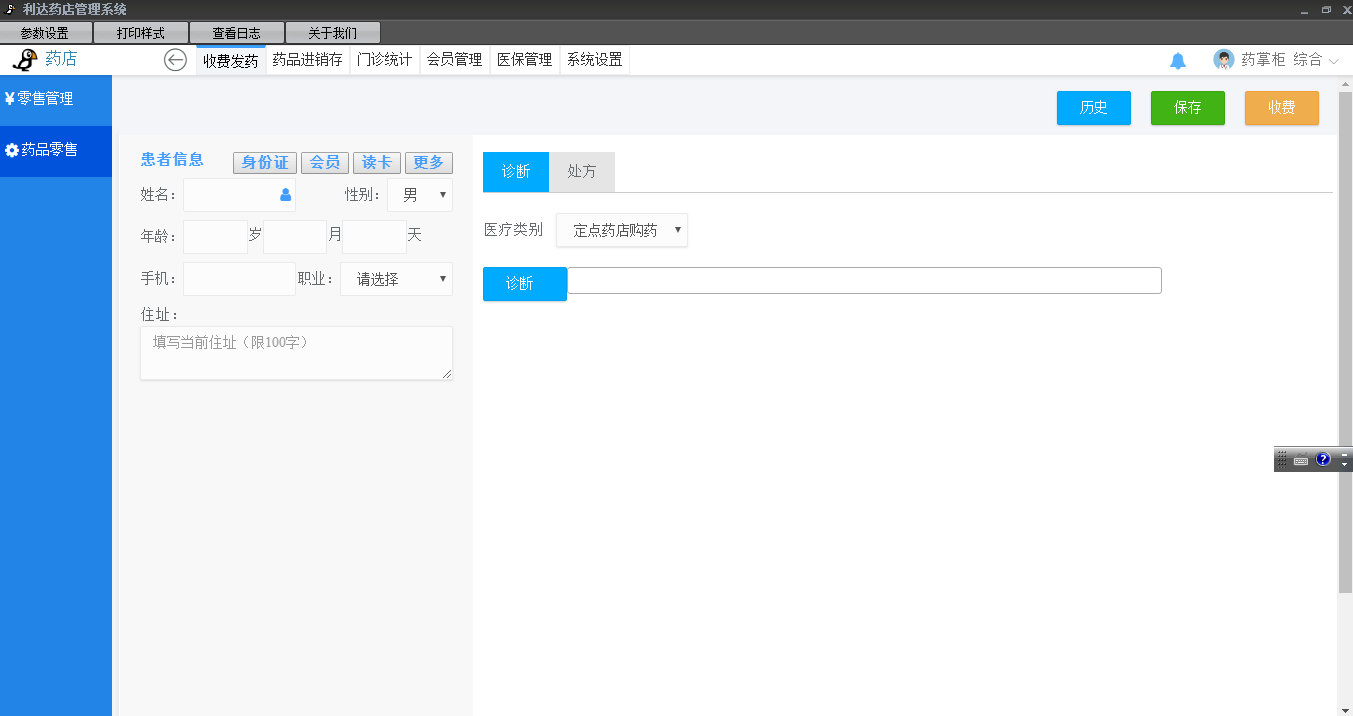 利达药店管理系统
参数设置 打印样式 查看日志 关于我们
药店 收费发药 药品进销存 门诊统计 会员管理 医保管理 系统设置 药掌柜 综合
¥零售管理
药品零售
历史 保存 收费
患者信息 身份证 会员 读卡 更多
姓名： 性别： 男
年龄： 岁 月 天
手机： 职业： 请选择
住址：
填写当前住址（限100字）
诊断 处方
医疗类别 定点药店购药
诊断